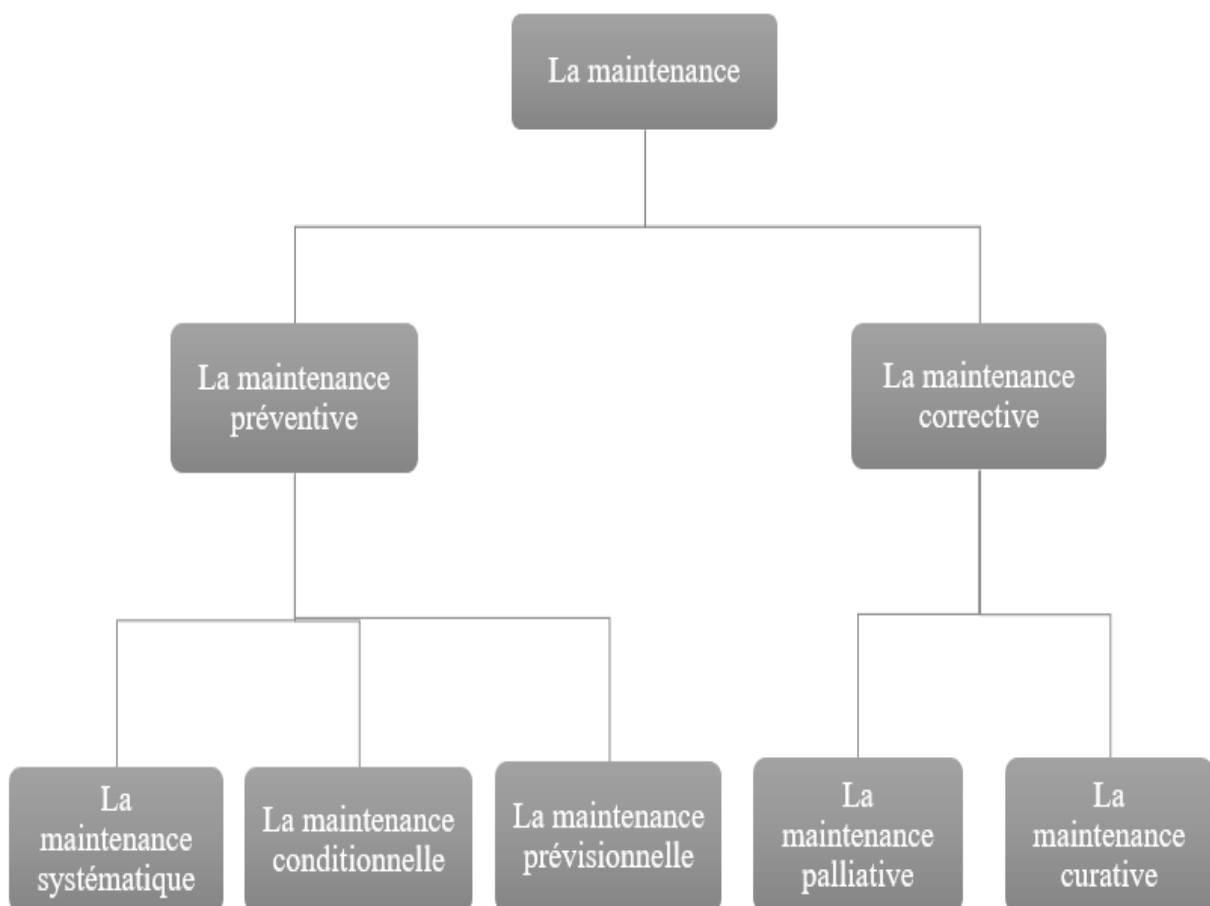 La maintenance
La maintenance
préventive
La maintenance
corrective
La
maintenance
systématique
La maintenance
conditionnelle
La maintenance
prévisionnelle
La
maintenance
palliative
La
maintenance
curative